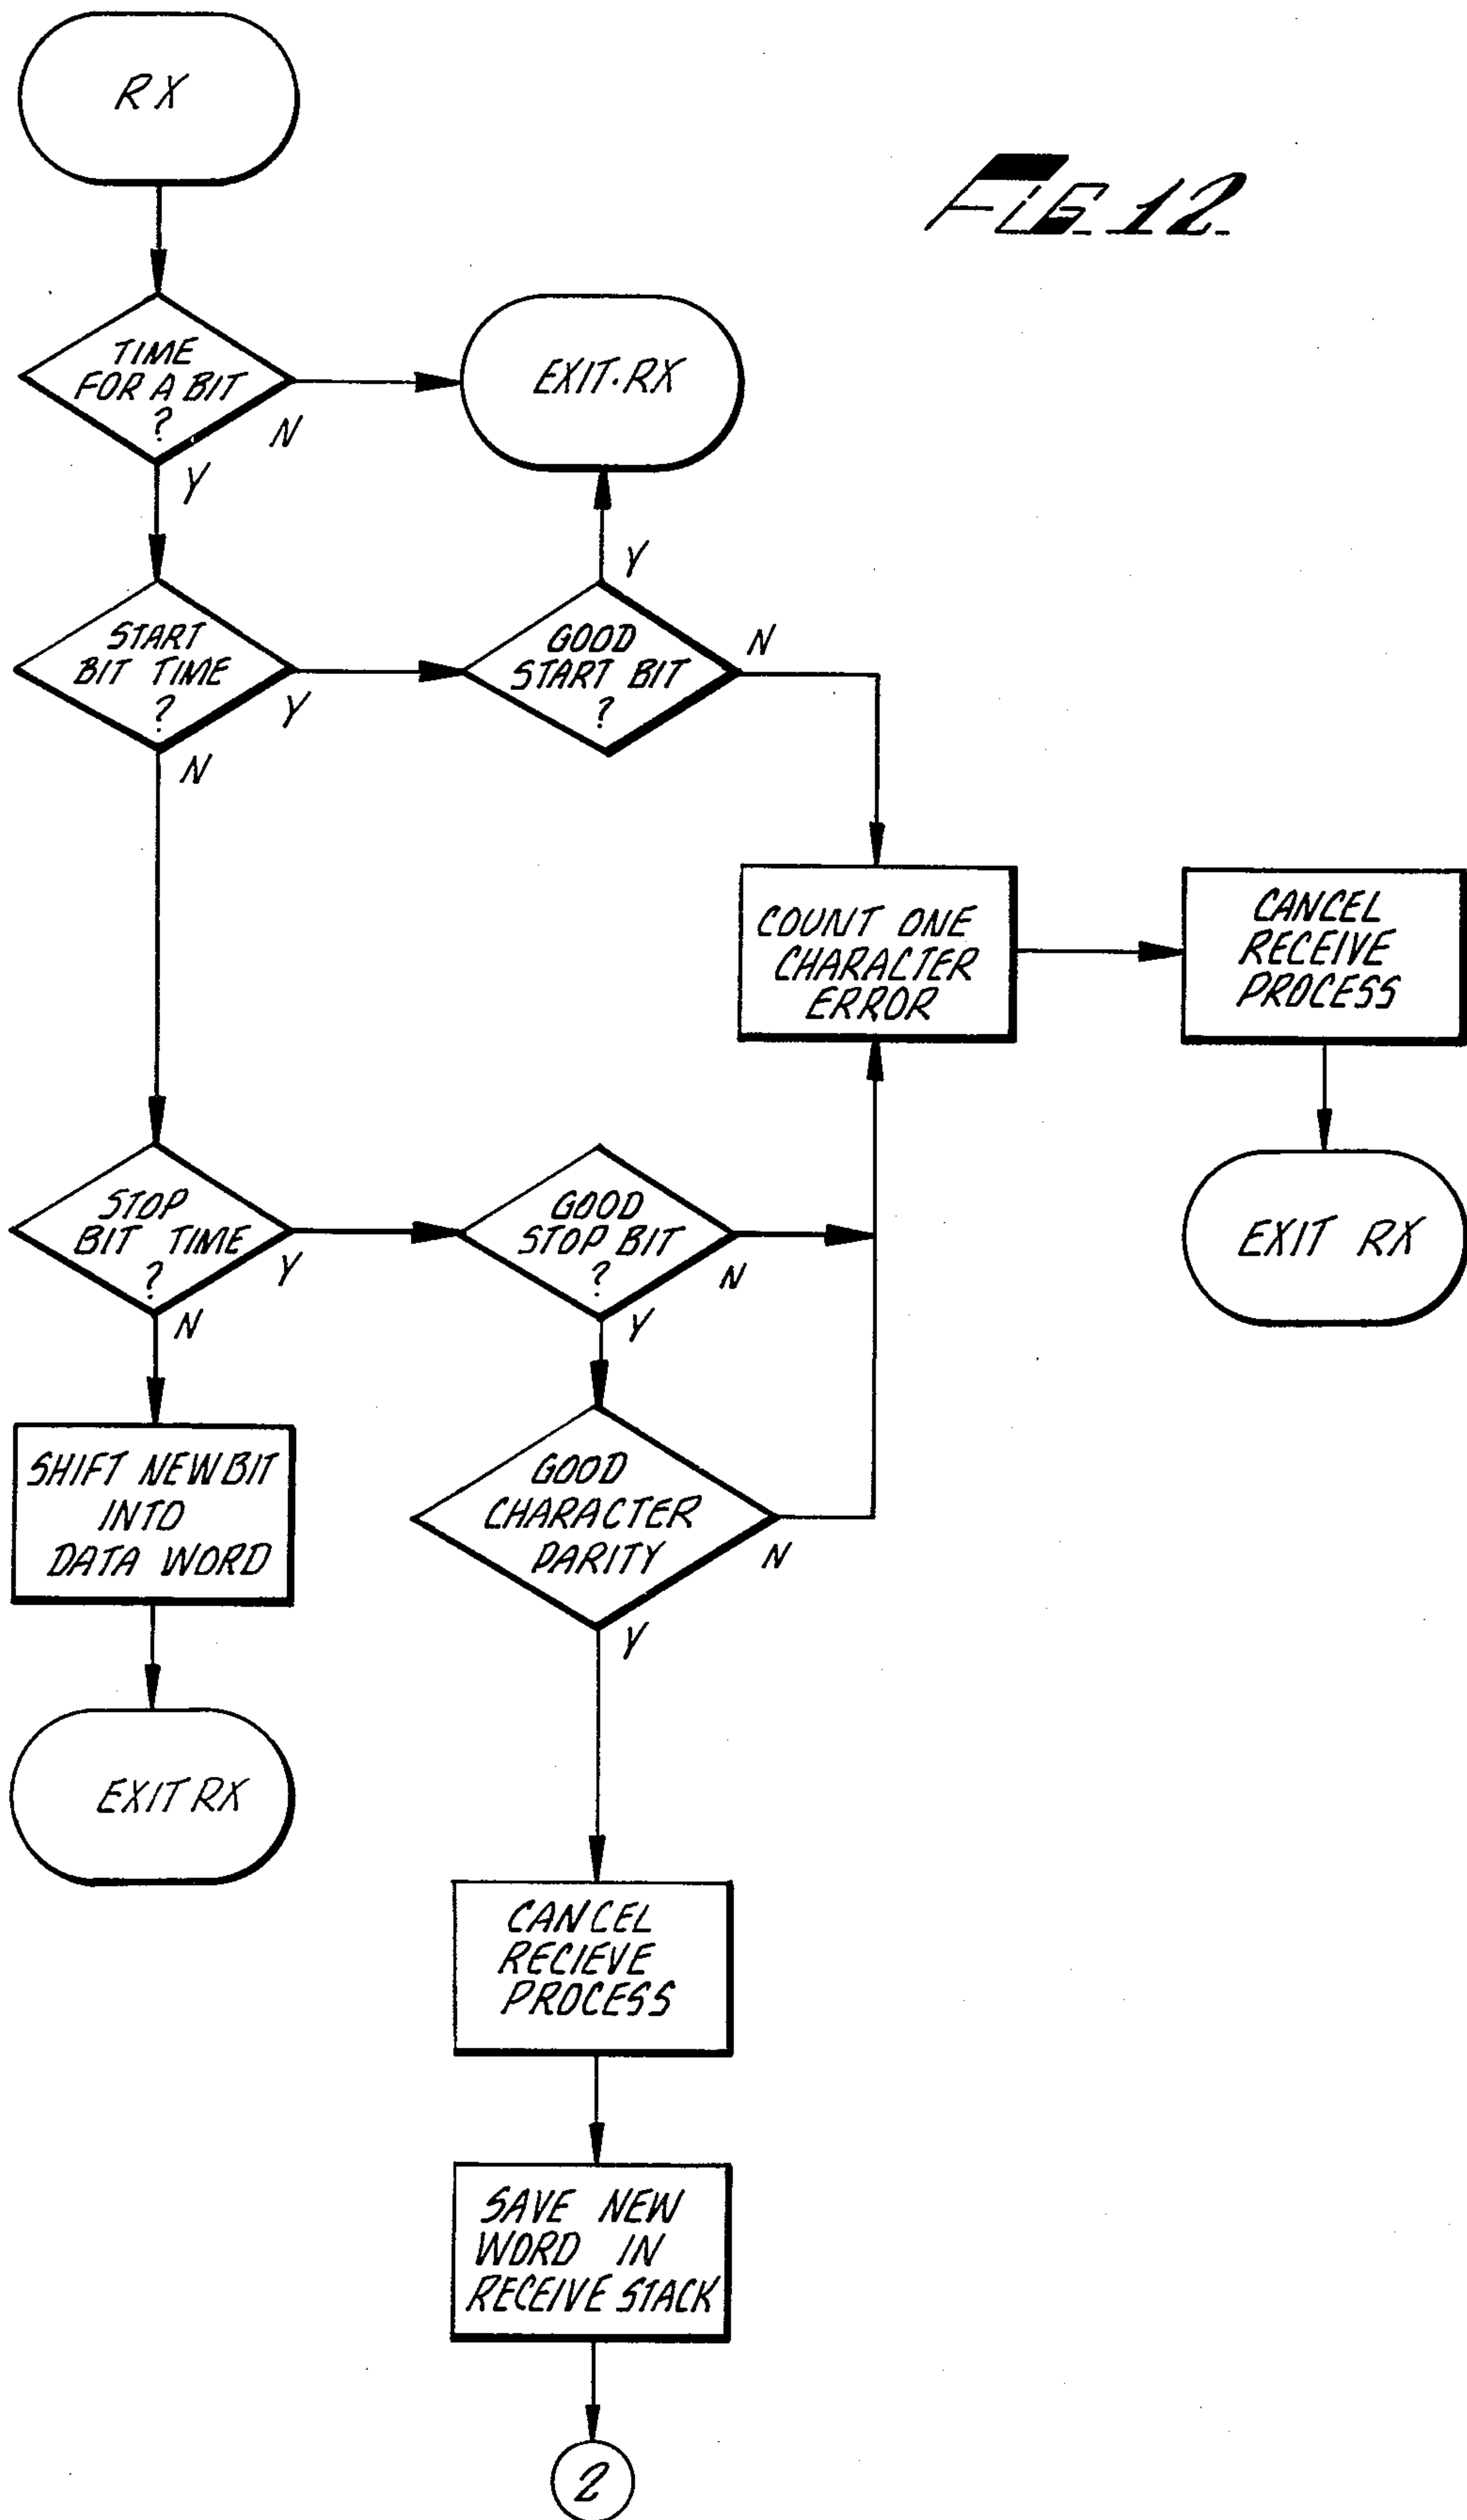 RX
FIG. 12.
TIME
FOR A BIT
?
N
EXIT·RX
Y
Y
START
BIT TIME
?
Y
N
GOOD
START BIT
?
N
COUNT ONE
CHARACTER
ERROR
CANCEL
RECEIVE
PROCESS
STOP
BIT TIME
?
Y
N
GOOD
STOP BIT
?
N
Y
EXIT RX
SHIFT NEW BIT
INTO
DATA WORD
GOOD
CHARACTER
PARITY
N
Y
EXIT RX
CANCEL
RECIEVE
PROCESS
SAVE NEW
WORD IN
RECEIVE STACK
2